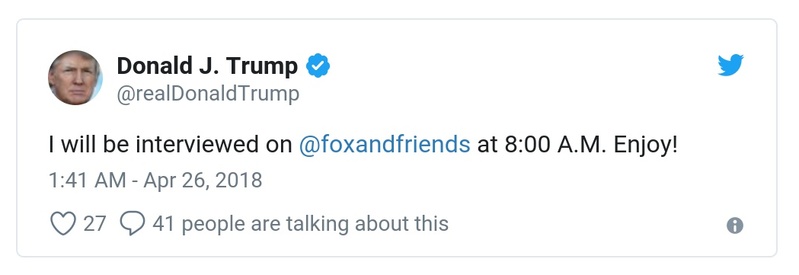 Donald J. Trump
@realDonaldTrump
I will be interviewed on @foxandfriends at 8:00 A.M. Enjoy!
1:41 AM - Apr 26, 2018
27 41 people are talking about this